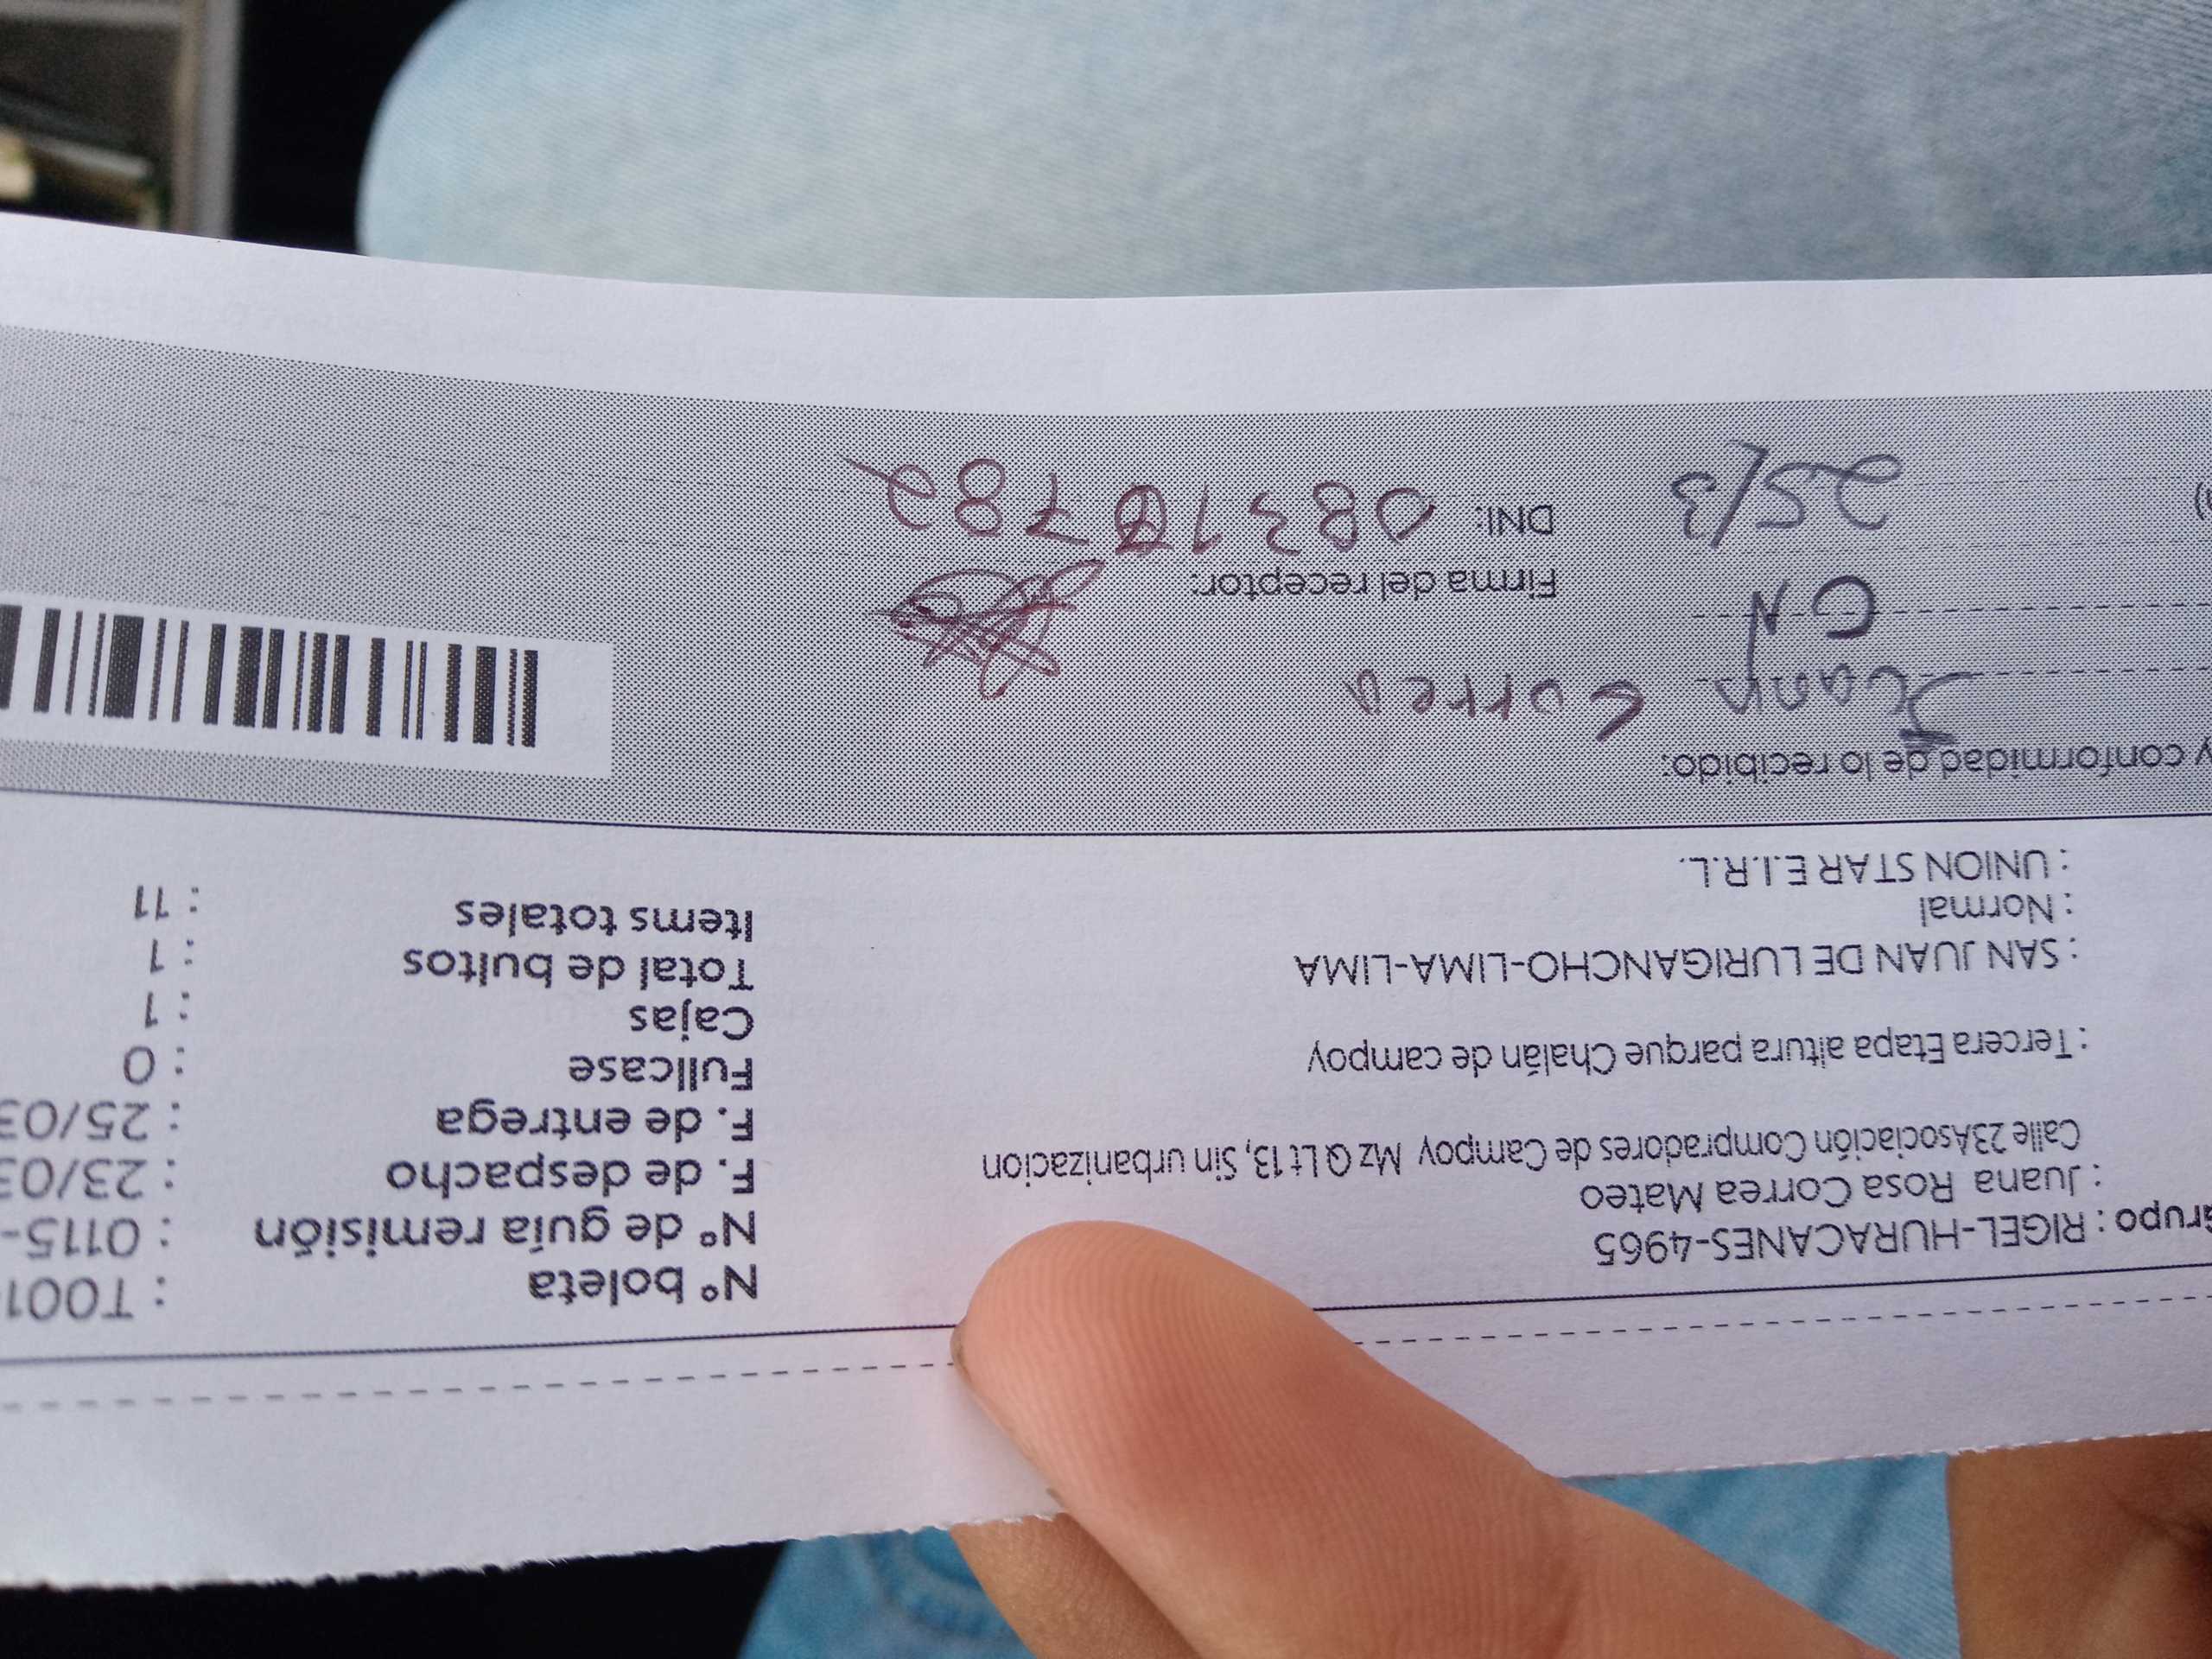 Grupo : RIGEL-HURACANES-4965
: Juana Rosa Correa Mateo
Calle 23Asociación Compradores de Campoy Mz Q Lt 13, Sin urbanizacion
: Tercera Etapa altura parque Chalán de campoy
: SAN JUAN DE LURIGANCHO-LIMA-LIMA
: Normal
: UNION STAR E.I.R.L.
N° boleta : T001
N° de guía remisión : 0115-
F. de despacho : 23/03
F. de entrega : 25/03
Fullcase : 0
Cajas : 1
Total de bultos : 1
Items totales : 11
y conformidad de lo recibido:
Juana Correa
CN
Firma del receptor:
25/3
DNI: